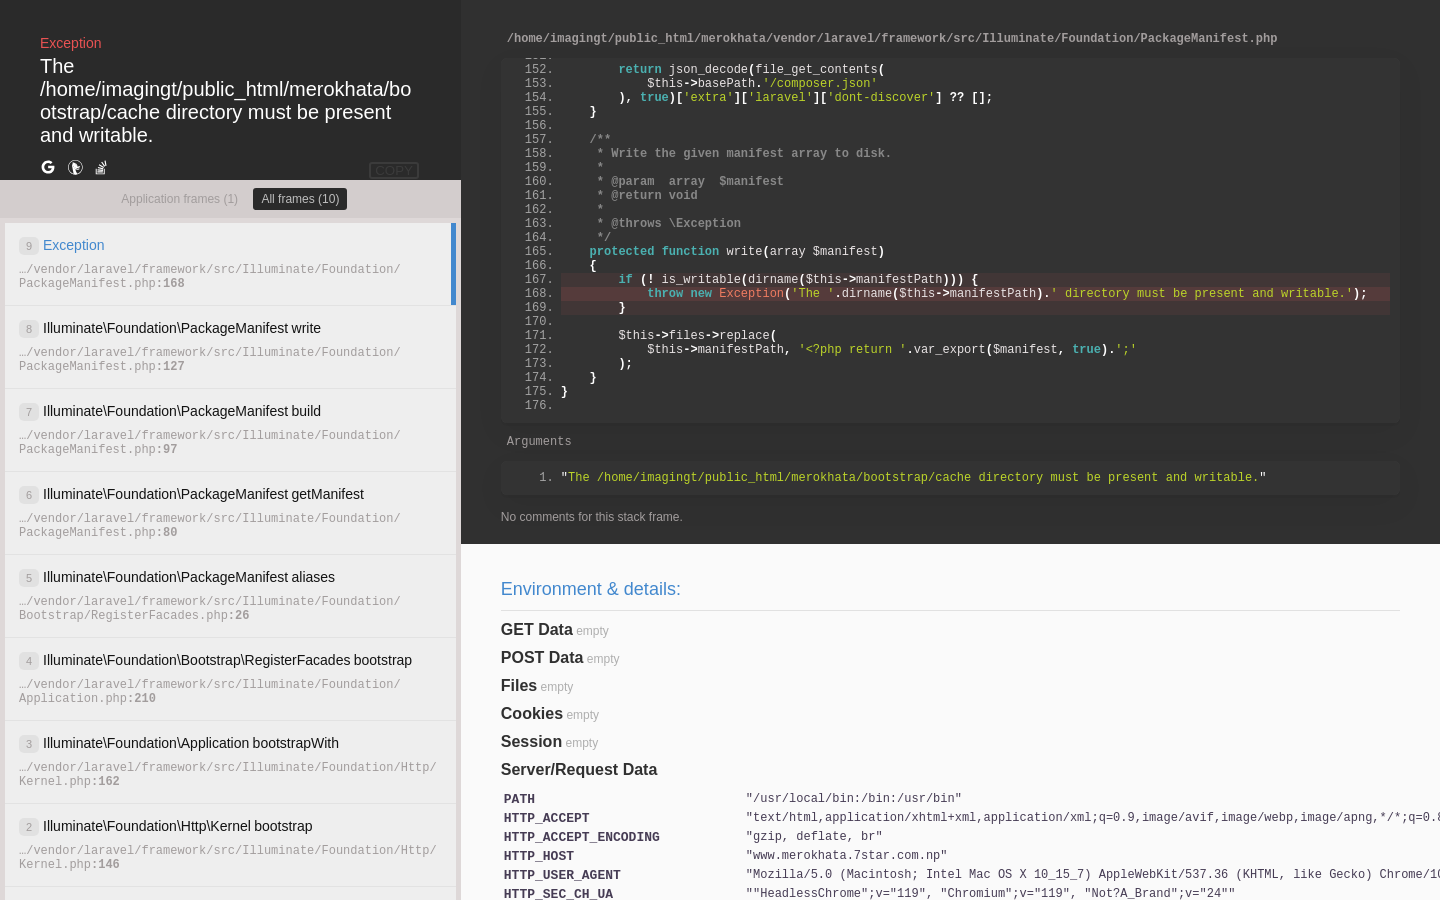 Exception
The
/home/imagingt/public_html/merokhata/bo
otstrap/cache directory must be present
and writable.
COPY
Application frames (1) All frames (10)
9 Exception
…/vendor/laravel/framework/src/Illuminate/Foundation/
PackageManifest.php:168
8 Illuminate\Foundation\PackageManifest write
…/vendor/laravel/framework/src/Illuminate/Foundation/
PackageManifest.php:127
7 Illuminate\Foundation\PackageManifest build
…/vendor/laravel/framework/src/Illuminate/Foundation/
PackageManifest.php:97
6 Illuminate\Foundation\PackageManifest getManifest
…/vendor/laravel/framework/src/Illuminate/Foundation/
PackageManifest.php:80
5 Illuminate\Foundation\PackageManifest aliases
…/vendor/laravel/framework/src/Illuminate/Foundation/
Bootstrap/RegisterFacades.php:26
4 Illuminate\Foundation\Bootstrap\RegisterFacades bootstrap
…/vendor/laravel/framework/src/Illuminate/Foundation/
Application.php:210
3 Illuminate\Foundation\Application bootstrapWith
…/vendor/laravel/framework/src/Illuminate/Foundation/Http/
Kernel.php:162
2 Illuminate\Foundation\Http\Kernel bootstrap
…/vendor/laravel/framework/src/Illuminate/Foundation/Http/
Kernel.php:146
/home/imagingt/public_html/merokhata/vendor/laravel/framework/src/Illuminate/Foundation/PackageManifest.php
152.         return json_decode(file_get_contents(
153.             $this->basePath.'/composer.json'
154.         ), true)['extra']['laravel']['dont-discover'] ?? [];
155.     }
156.
157.     /**
158.      * Write the given manifest array to disk.
159.      *
160.      * @param  array  $manifest
161.      * @return void
162.      *
163.      * @throws \Exception
164.      */
165.     protected function write(array $manifest)
166.     {
167.         if (! is_writable(dirname($this->manifestPath))) {
168.             throw new Exception('The '.dirname($this->manifestPath).' directory must be present and writable.');
169.         }
170.
171.         $this->files->replace(
172.             $this->manifestPath, '<?php return '.var_export($manifest, true).';'
173.         );
174.     }
175. }
176.
Arguments
1. "The /home/imagingt/public_html/merokhata/bootstrap/cache directory must be present and writable."
No comments for this stack frame.
Environment & details:
GET Data empty
POST Data empty
Files empty
Cookies empty
Session empty
Server/Request Data
PATH "/usr/local/bin:/bin:/usr/bin"
HTTP_ACCEPT "text/html,application/xhtml+xml,application/xml;q=0.9,image/avif,image/webp,image/apng,*/*;q=0.8
HTTP_ACCEPT_ENCODING "gzip, deflate, br"
HTTP_HOST "www.merokhata.7star.com.np"
HTTP_USER_AGENT "Mozilla/5.0 (Macintosh; Intel Mac OS X 10_15_7) AppleWebKit/537.36 (KHTML, like Gecko) Chrome/10
HTTP_SEC_CH_UA ""HeadlessChrome";v="119", "Chromium";v="119", "Not?A_Brand";v="24""